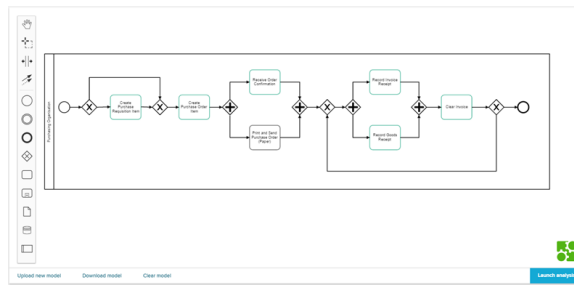 Purchasing Organization
Create
Purchase
Requisition Item
Create
Purchase Order
Item
Receive Order
Confirmation
Print and Send
Purchase Order
(Paper)
Record Invoice
Receipt
Record Goods
Receipt
Clear Invoice
Upload new model
Download model
Clear model
Launch analysis